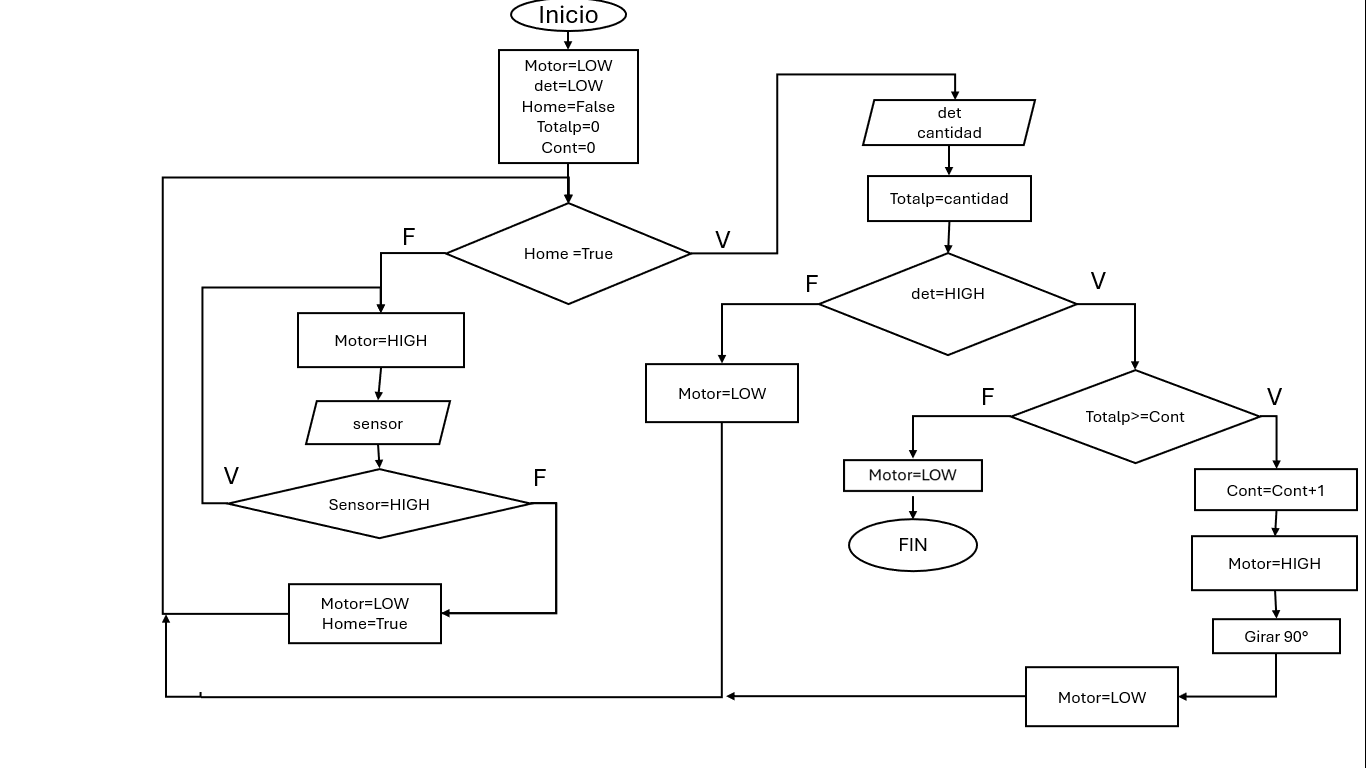 Inicio
Motor=LOW
det=LOW
Home=False
Totalp=0
Cont=0
Home =True
F
V
Motor=HIGH
sensor
Sensor=HIGH
V
F
Motor=LOW
Home=True
det
cantidad
Totalp=cantidad
det=HIGH
F
V
Motor=LOW
Totalp>=Cont
F
V
Motor=LOW
FIN
Cont=Cont+1
Motor=HIGH
Girar 90°
Motor=LOW